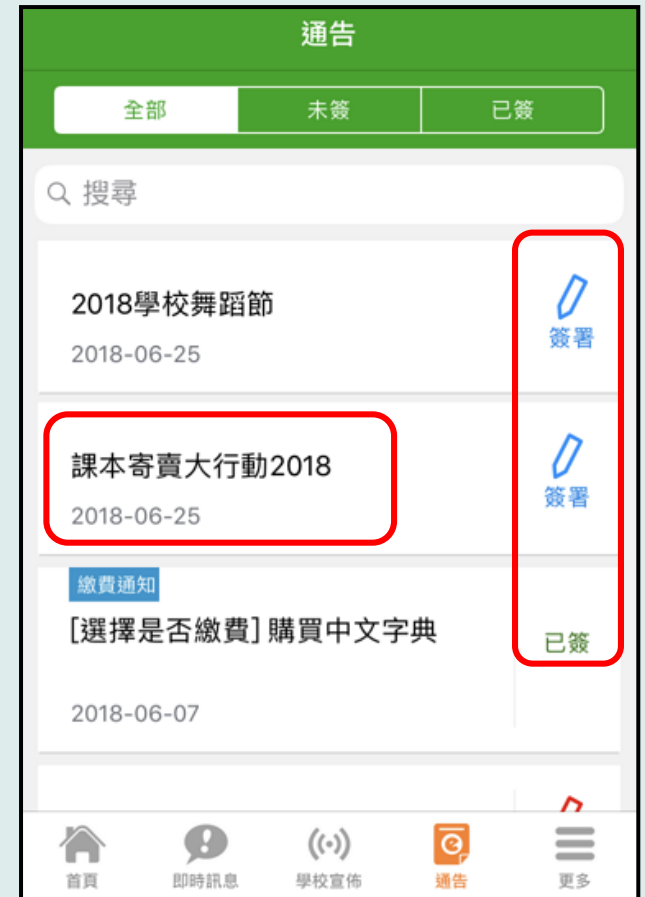 通告
全部 未簽 已簽
搜尋
2018學校舞蹈節
簽署
2018-06-25
課本寄賣大行動2018
簽署
2018-06-25
繳費通知
[選擇是否繳費] 購買中文字典
已簽
2018-06-07
首頁 即時訊息 學校宣佈 通告 更多